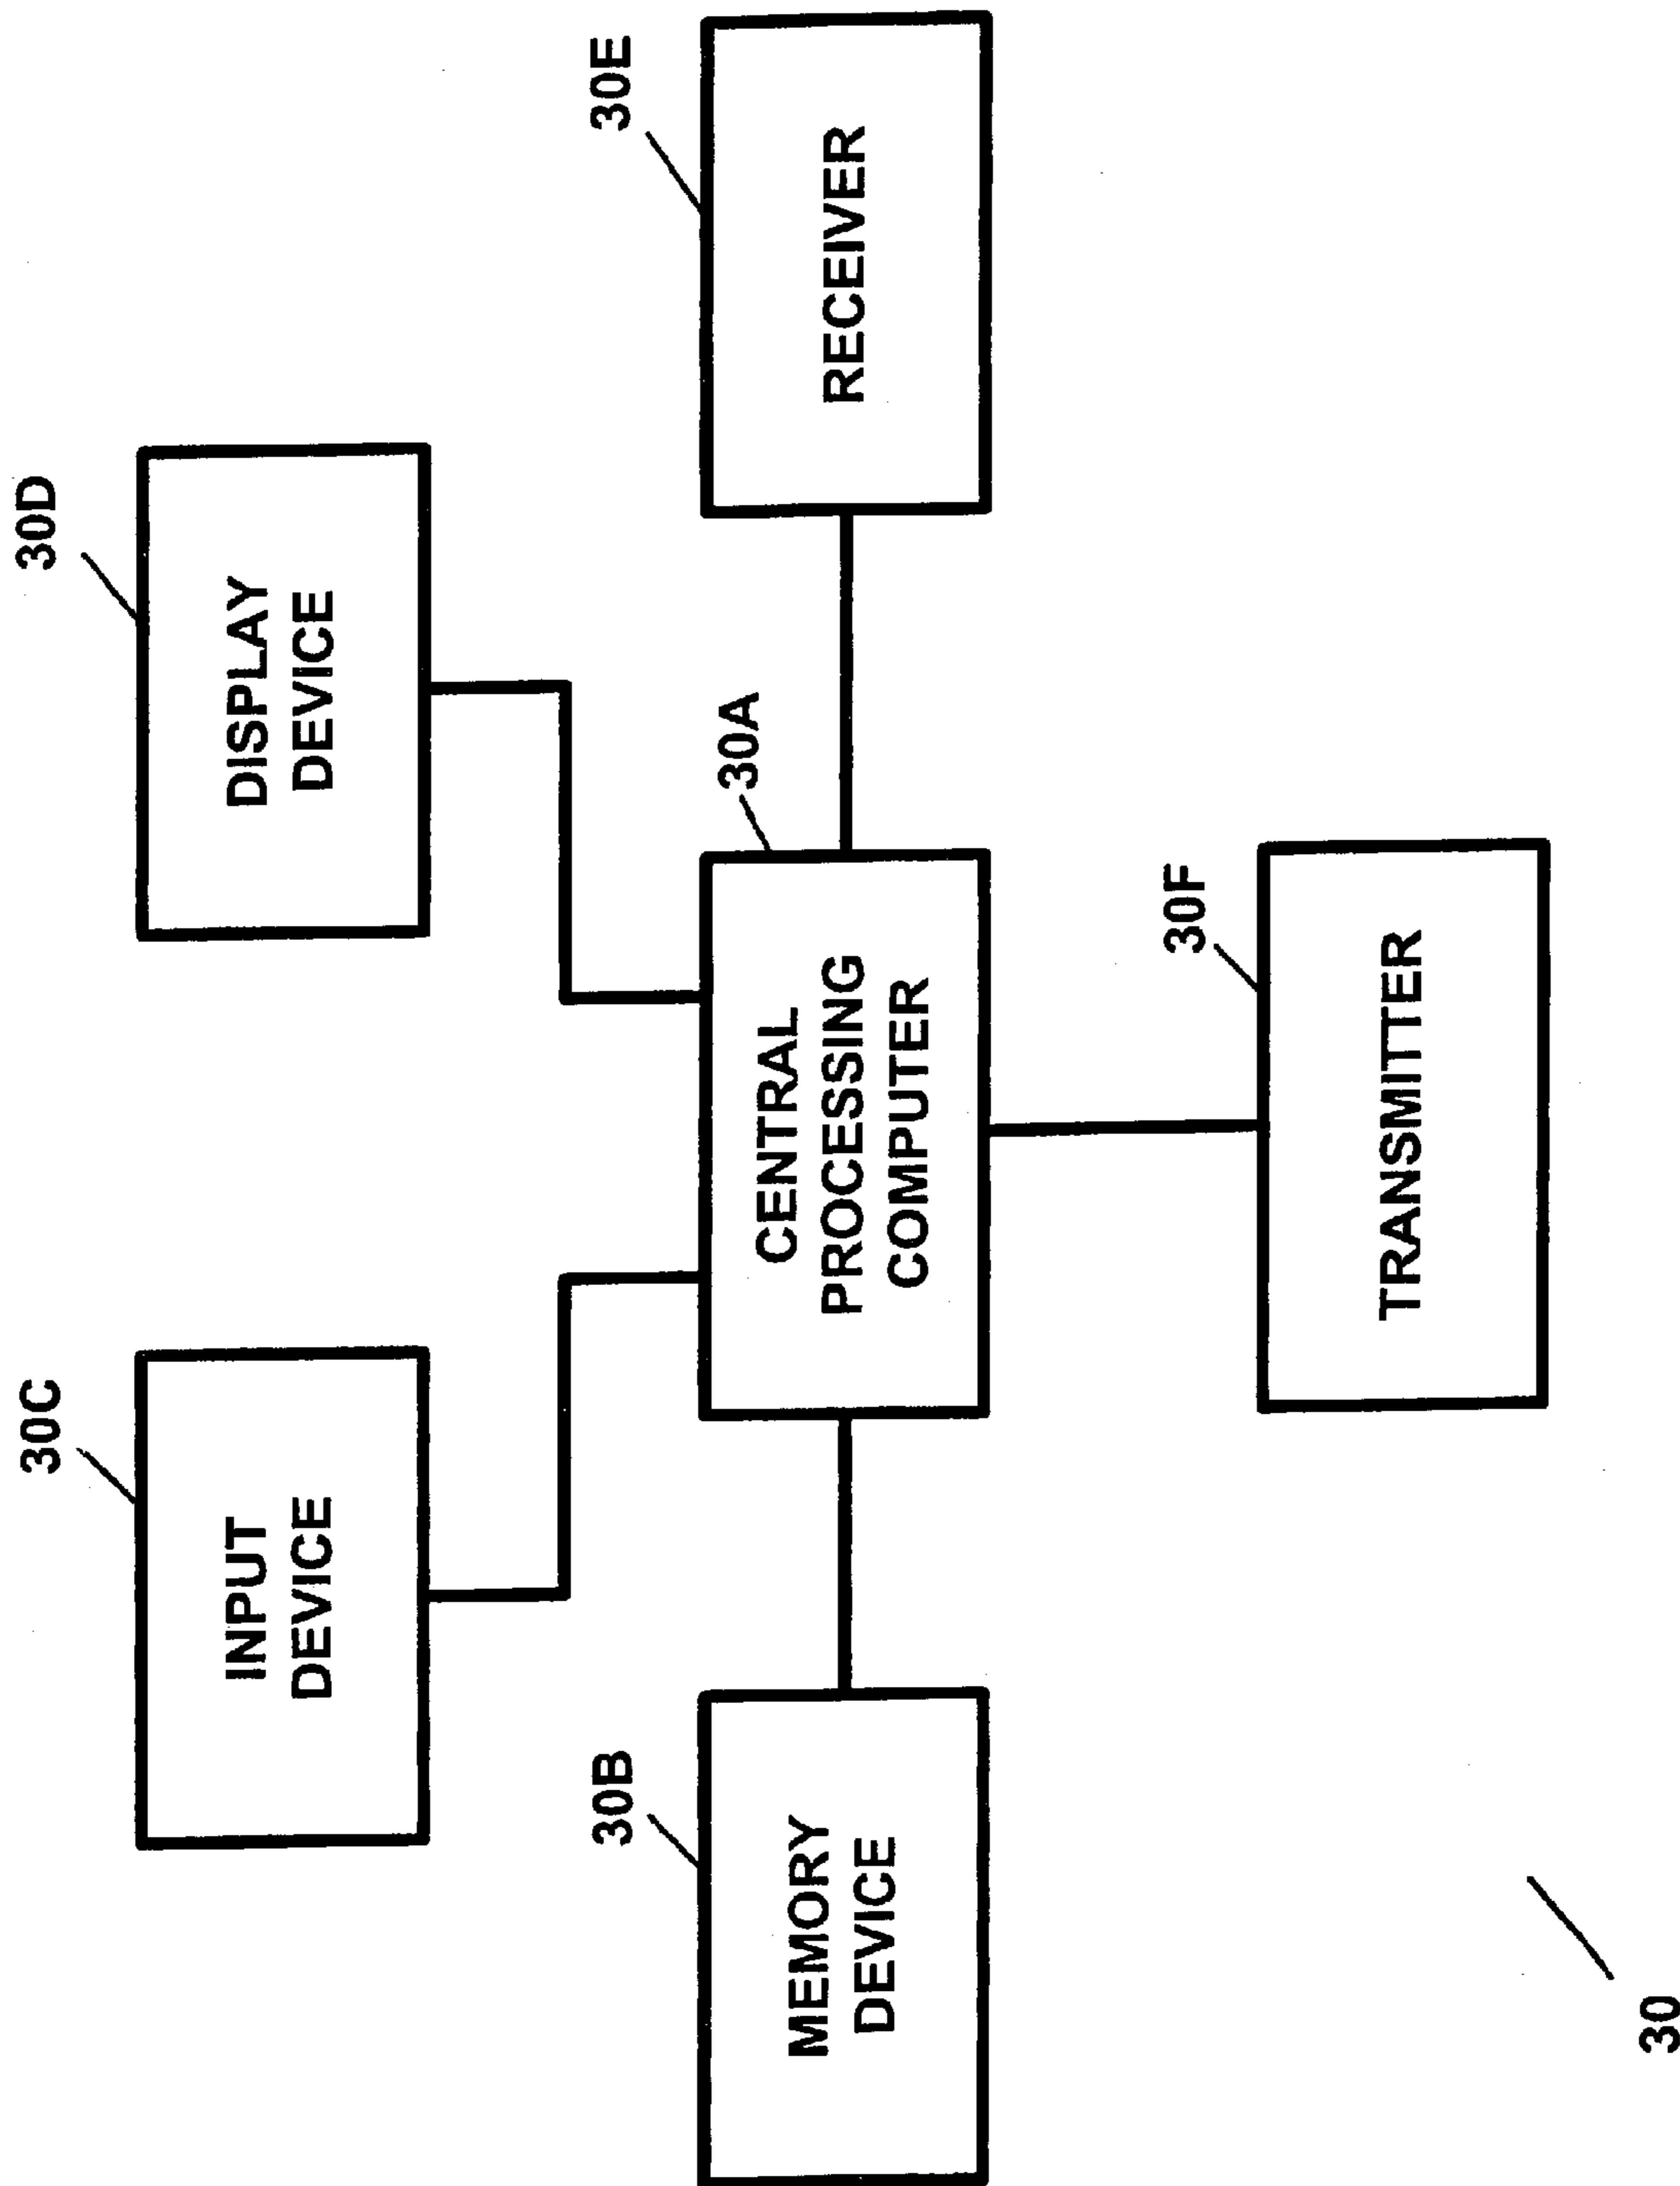 30C
INPUT
DEVICE
30D
DISPLAY
DEVICE
30B
MEMORY
DEVICE
30A
CENTRAL
PROCESSING
COMPUTER
30E
RECEIVER
30F
TRANSMITTER
30